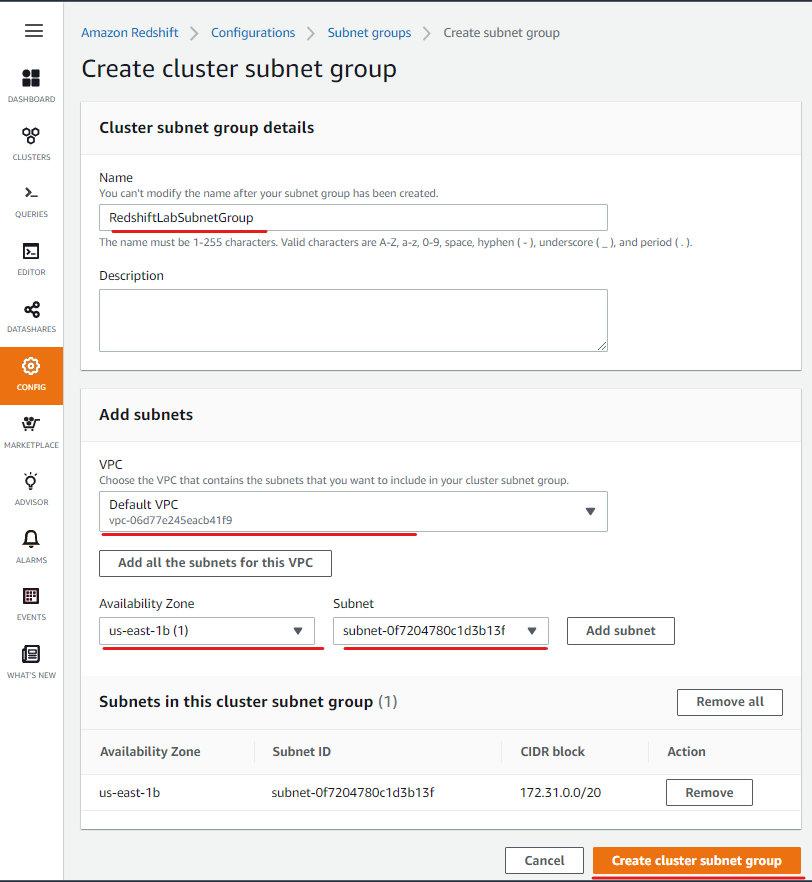 Amazon Redshift > Configurations > Subnet groups > Create subnet group
Create cluster subnet group
DASHBOARD
CLUSTERS
QUERIES
EDITOR
DATASHARES
CONFIG
MARKETPLACE
ADVISOR
ALARMS
EVENTS
WHAT'S NEW
Cluster subnet group details
Name
You can't modify the name after your subnet group has been created.
RedshiftLabSubnetGroup
The name must be 1-255 characters. Valid characters are A-Z, a-z, 0-9, space, hyphen ( - ), underscore ( _ ), and period ( . ).
Description
Add subnets
VPC
Choose the VPC that contains the subnets that you want to include in your cluster subnet group.
Default VPC
vpc-06d77e245eacb41f9
Add all the subnets for this VPC
Availability Zone Subnet
us-east-1b (1) subnet-0f7204780c1d3b13f Add subnet
Subnets in this cluster subnet group (1) Remove all
Availability Zone Subnet ID CIDR block Action
us-east-1b subnet-0f7204780c1d3b13f 172.31.0.0/20 Remove
Cancel Create cluster subnet group